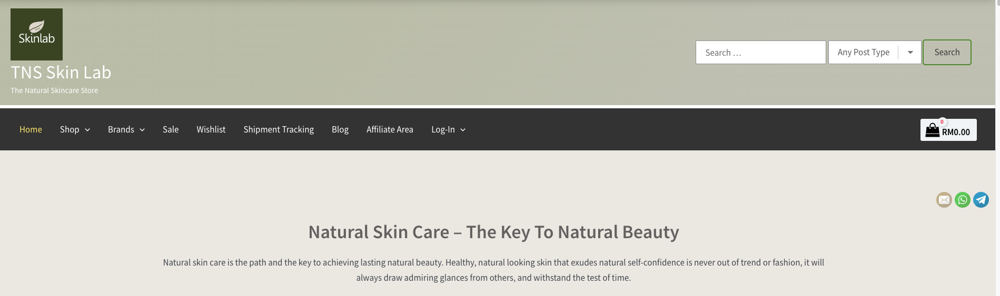 Skinlab
TNS Skin Lab
The Natural Skincare Store
Search …
Any Post Type
Search
Home
Shop
Brands
Sale
Wishlist
Shipment Tracking
Blog
Affiliate Area
Log-In
0
RM0.00
Natural Skin Care – The Key To Natural Beauty
Natural skin care is the path and the key to achieving lasting natural beauty. Healthy, natural looking skin that exudes natural self-confidence is never out of trend or fashion, it will
always draw admiring glances from others, and withstand the test of time.